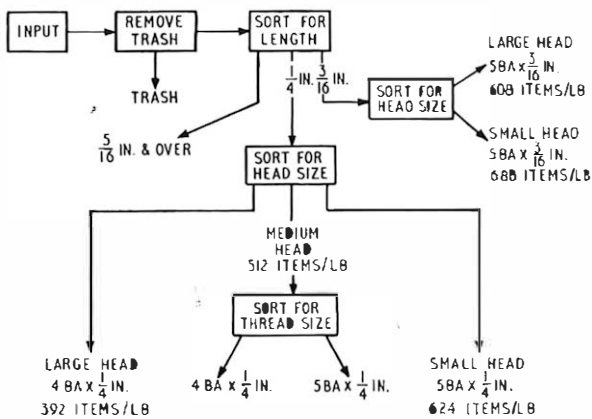 INPUT
REMOVE
TRASH
SORT FOR
LENGTH
TRASH
1/4 IN.
3/16 IN.
5/16 IN. & OVER
SORT FOR
HEAD SIZE
LARGE HEAD
5BA x 3/16 IN.
608 ITEMS/LB
SMALL HEAD
5BA x 3/16 IN.
688 ITEMS/LB
SORT FOR
HEAD SIZE
MEDIUM
HEAD
512 ITEMS/LB
SORT FOR
THREAD SIZE
LARGE HEAD
4 BA x 1/4 IN.
392 ITEMS/LB
4 BA x 1/4 IN.
5BA x 1/4 IN.
SMALL HEAD
5BA x 1/4 IN.
624 ITEMS/LB